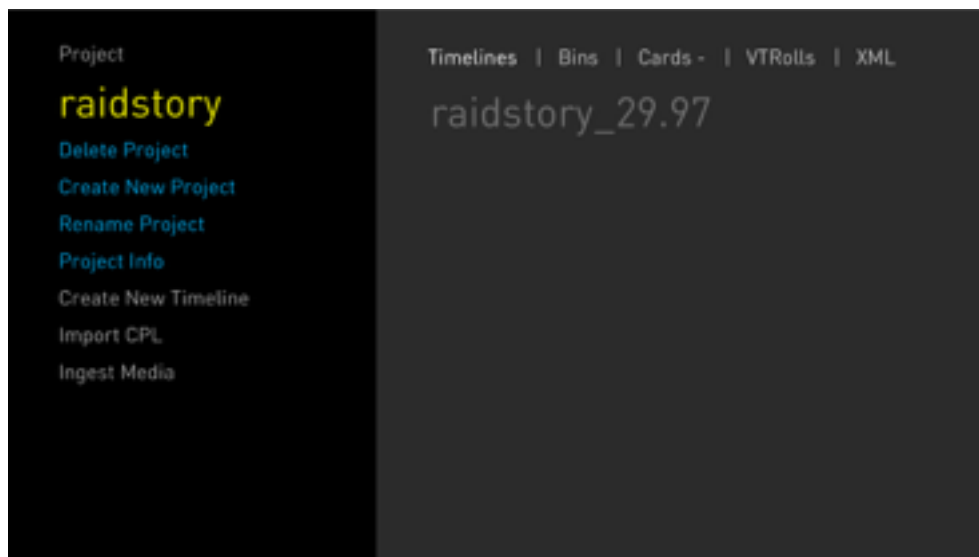 Project
raidstory
Delete Project
Create New Project
Rename Project
Project Info
Create New Timeline
Import CPL
Ingest Media
Timelines | Bins | Cards - | VTRolls | XML
raidstory_29.97